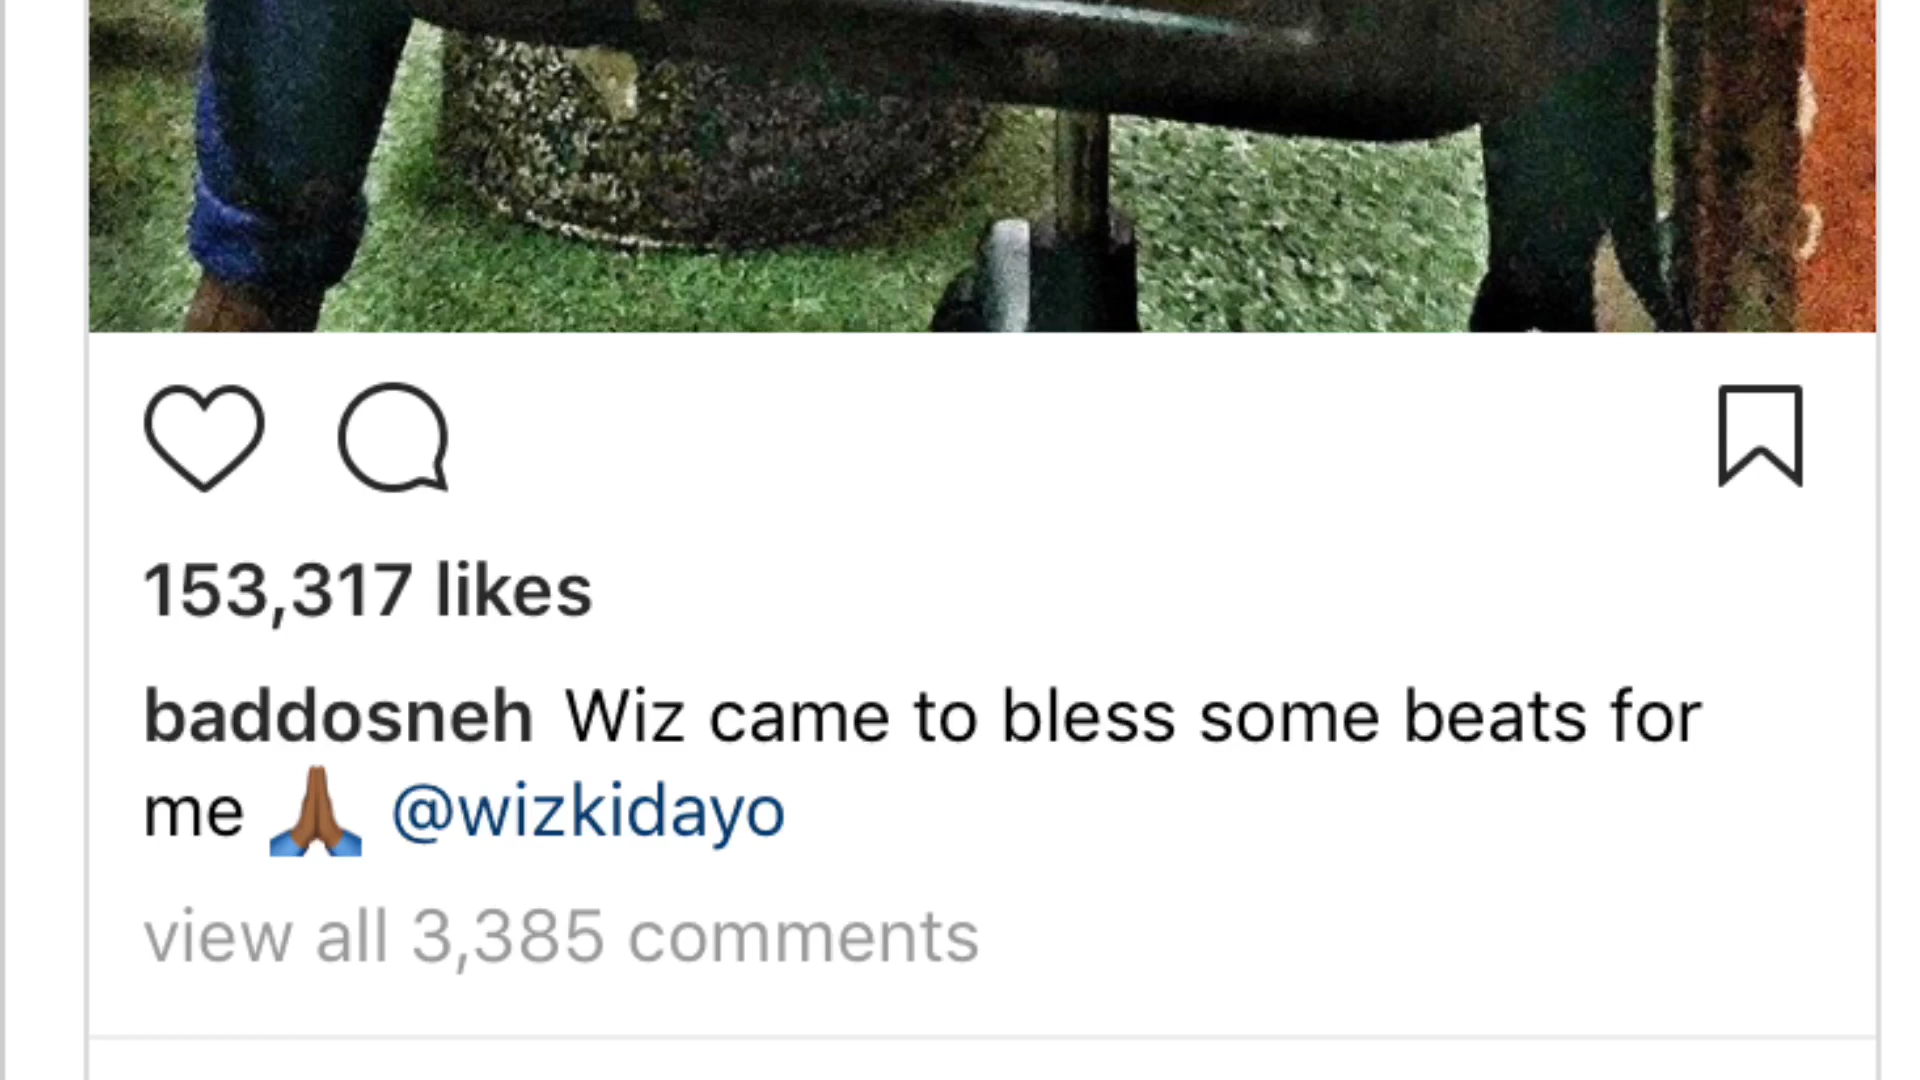 153,317 likes
baddosneh Wiz came to bless some beats for
me 🙏🏾 @wizkidayo
view all 3,385 comments